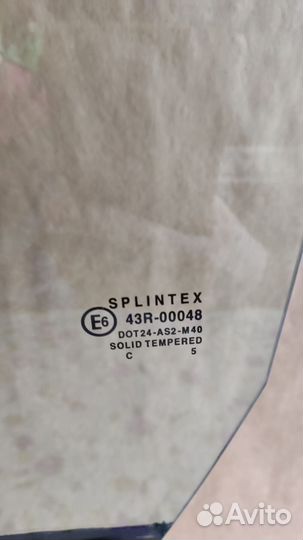 SPLINTEX
E6 43R-00048
DOT24-AS2-M40
SOLID TEMPERED
C 5
Avito